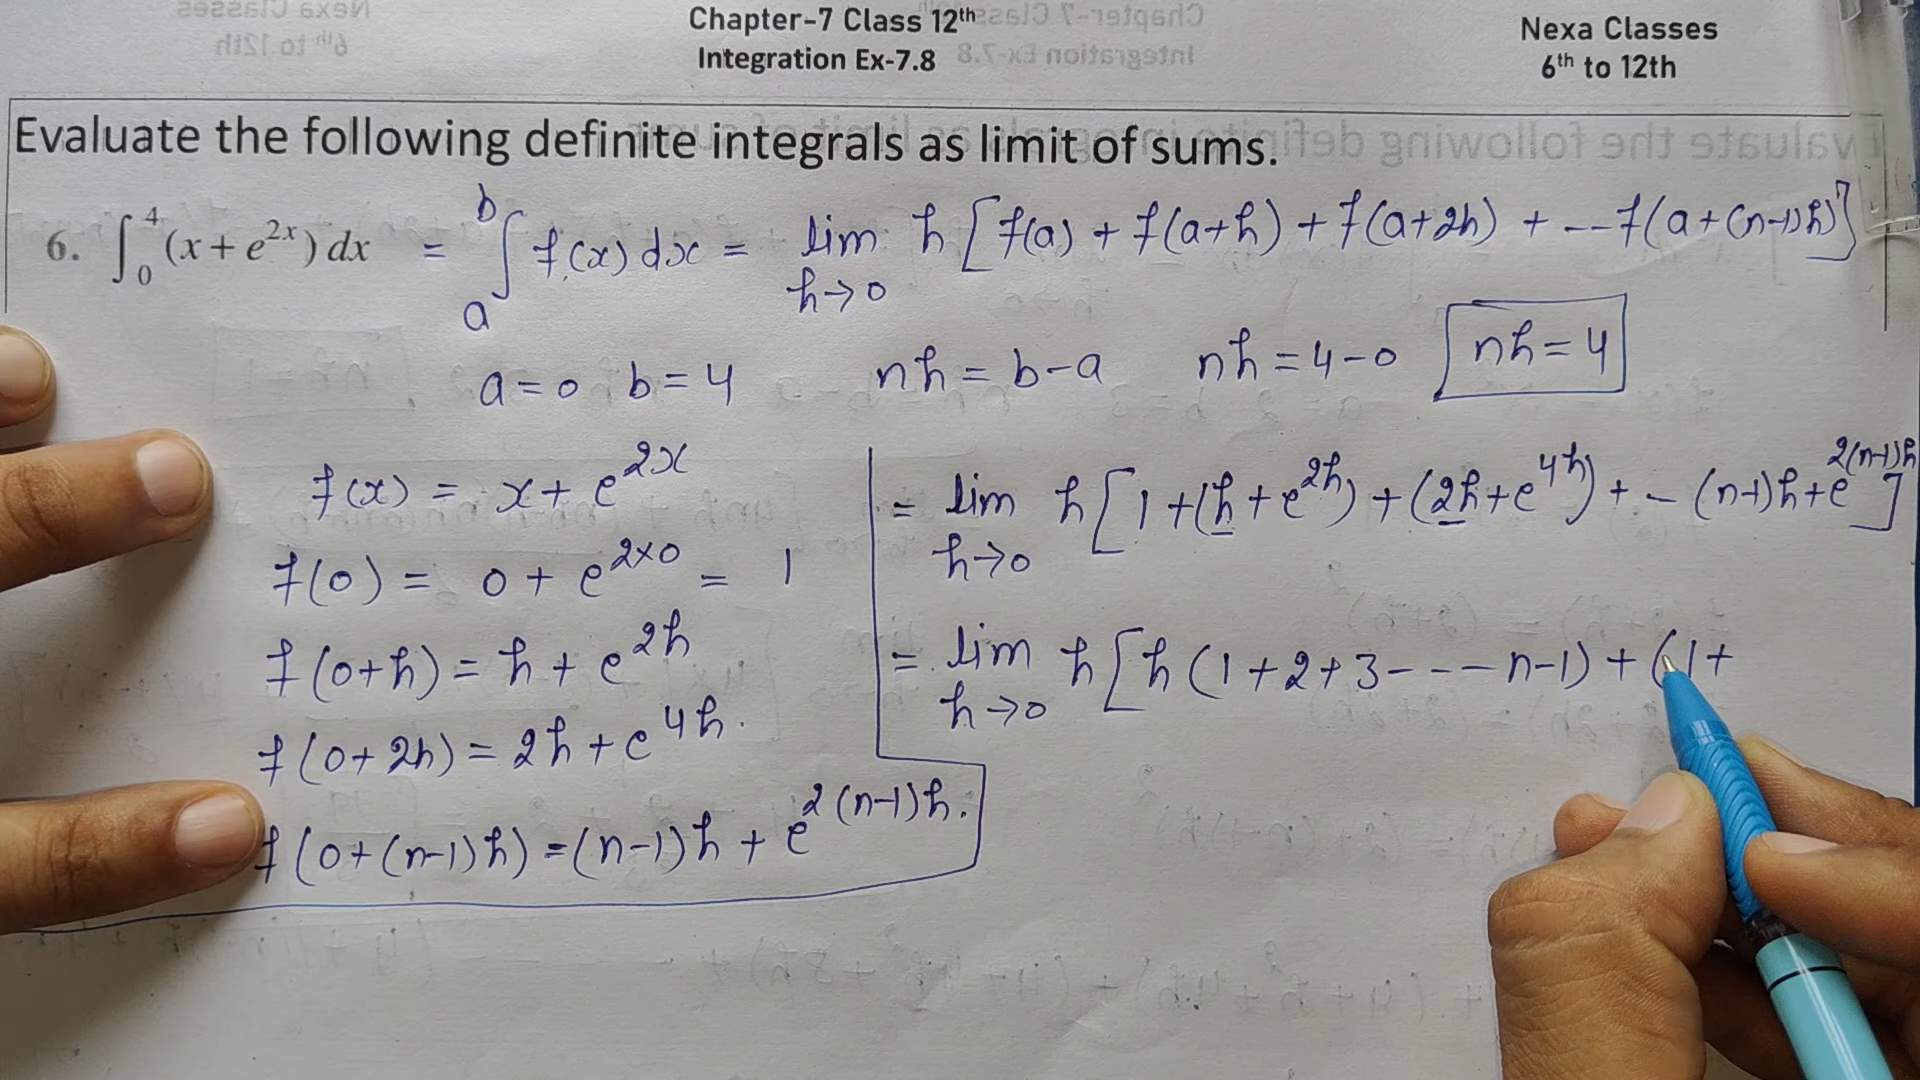 Chapter-7 Class 12th
Integration Ex-7.8
Nexa Classes
6th to 12th
Evaluate the following definite integrals as limit of sums.
6. ∫₀⁴ (x + e^{2x}) dx = ∫_a^b f(x) dx = lim_{h→0} h [f(a) + f(a+h) + f(a+2h) + --- f(a+(n-1)h)]
a = 0 b = 4 nh = b-a nh = 4-0 nh = 4
f(x) = x + e^{2x}
f(0) = 0 + e^{2×0} = 1
f(0+h) = h + e^{2h}
f(0+2h) = 2h + e^{4h}.
f(0+(n-1)h) = (n-1)h + e^{2(n-1)h}.
= lim_{h→0} h [1 + (h + e^{2h}) + (2h + e^{4h}) + -- (n-1)h + e^{2(n-1)h}]
= lim_{h→0} h [h (1+2+3---- n-1) + (1+